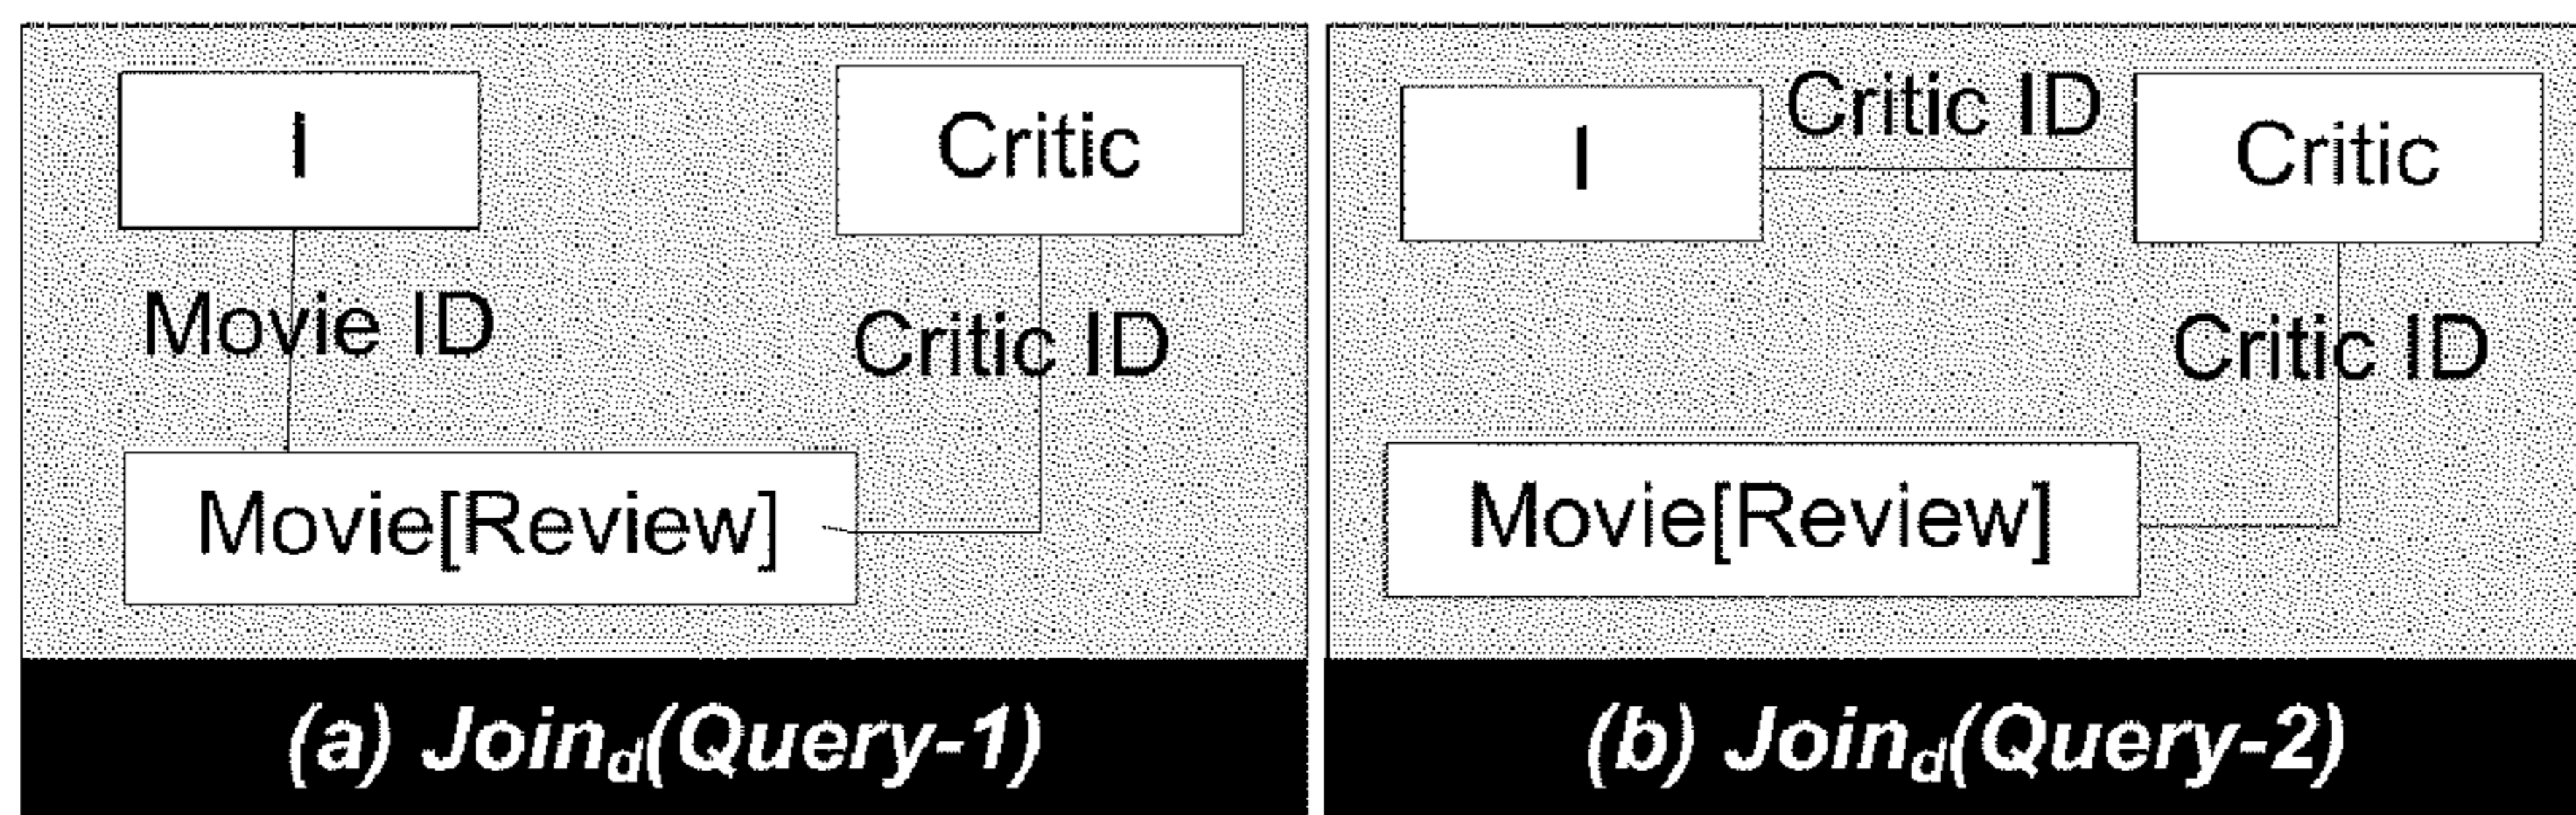 I
Critic
Movie ID
Critic ID
Movie[Review]
(a) Joind(Query-1)
I
Critic ID
Critic
Critic ID
Movie[Review]
(b) Joind(Query-2)